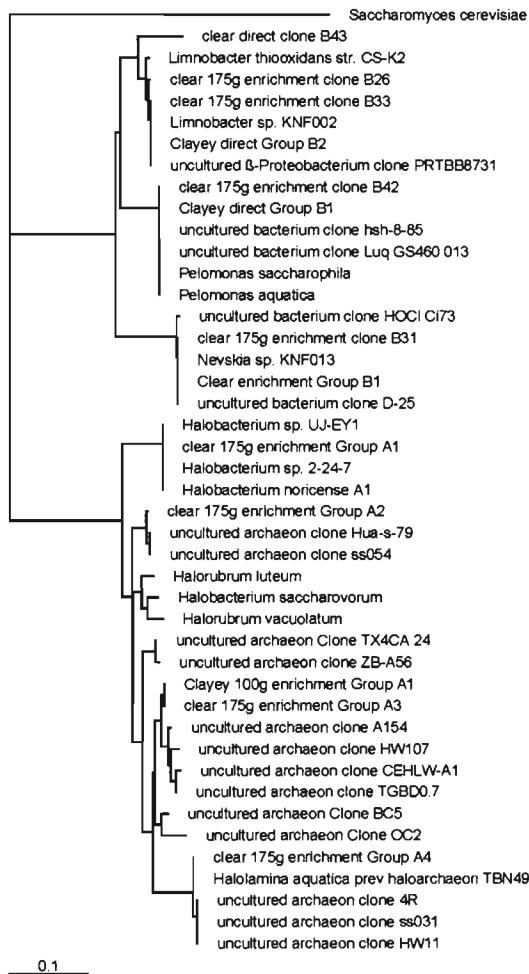 Saccharomyces cerevisiae
clear direct clone B43
Limnobacter thiooxidans str. CS-K2
clear 175g enrichment clone B26
clear 175g enrichment clone B33
Limnobacter sp. KNF002
Clayey direct Group B2
uncultured ß-Proteobacterium clone PRTBB8731
clear 175g enrichment clone B42
Clayey direct Group B1
uncultured bacterium clone hsh-8-85
uncultured bacterium clone Luq GS460 013
Pelomonas saccharophila
Pelomonas aquatica
uncultured bacterium clone HOCI Ci73
clear 175g enrichment clone B31
Nevskia sp. KNF013
Clear enrichment Group B1
uncultured bacterium clone D-25
Halobacterium sp. UJ-EY1
clear 175g enrichment Group A1
Halobacterium sp. 2-24-7
Halobacterium noricense A1
clear 175g enrichment Group A2
uncultured archaeon clone Hua-s-79
uncultured archaeon clone ss054
Halorubrum luteum
Halobacterium saccharovorum
Halorubrum vacuolatum
uncultured archaeon Clone TX4CA 24
uncultured archaeon clone ZB-A56
Clayey 100g enrichment Group A1
clear 175g enrichment Group A3
uncultured archaeon clone A154
uncultured archaeon clone HW107
uncultured archaeon clone CEHLW-A1
uncultured archaeon clone TGBD0.7
uncultured archaeon Clone BC5
uncultured archaeon Clone OC2
clear 175g enrichment Group A4
Halolamina aquatica prev haloarchaeon TBN49
uncultured archaeon clone 4R
uncultured archaeon clone ss031
uncultured archaeon clone HW11
0.1